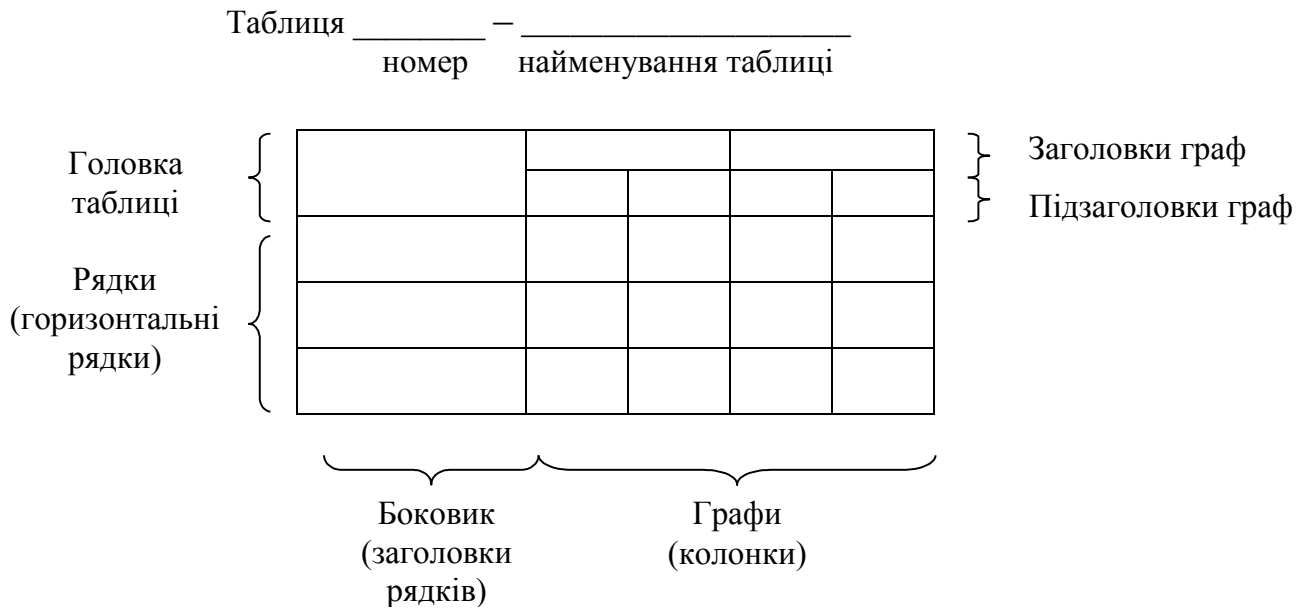 Таблиця ________ – ___________________
номер найменування таблиці
Головка
таблиці
Заголовки граф
Підзаголовки граф
Рядки
(горизонтальні
рядки)
Боковик
(заголовки
рядків)
Графи
(колонки)